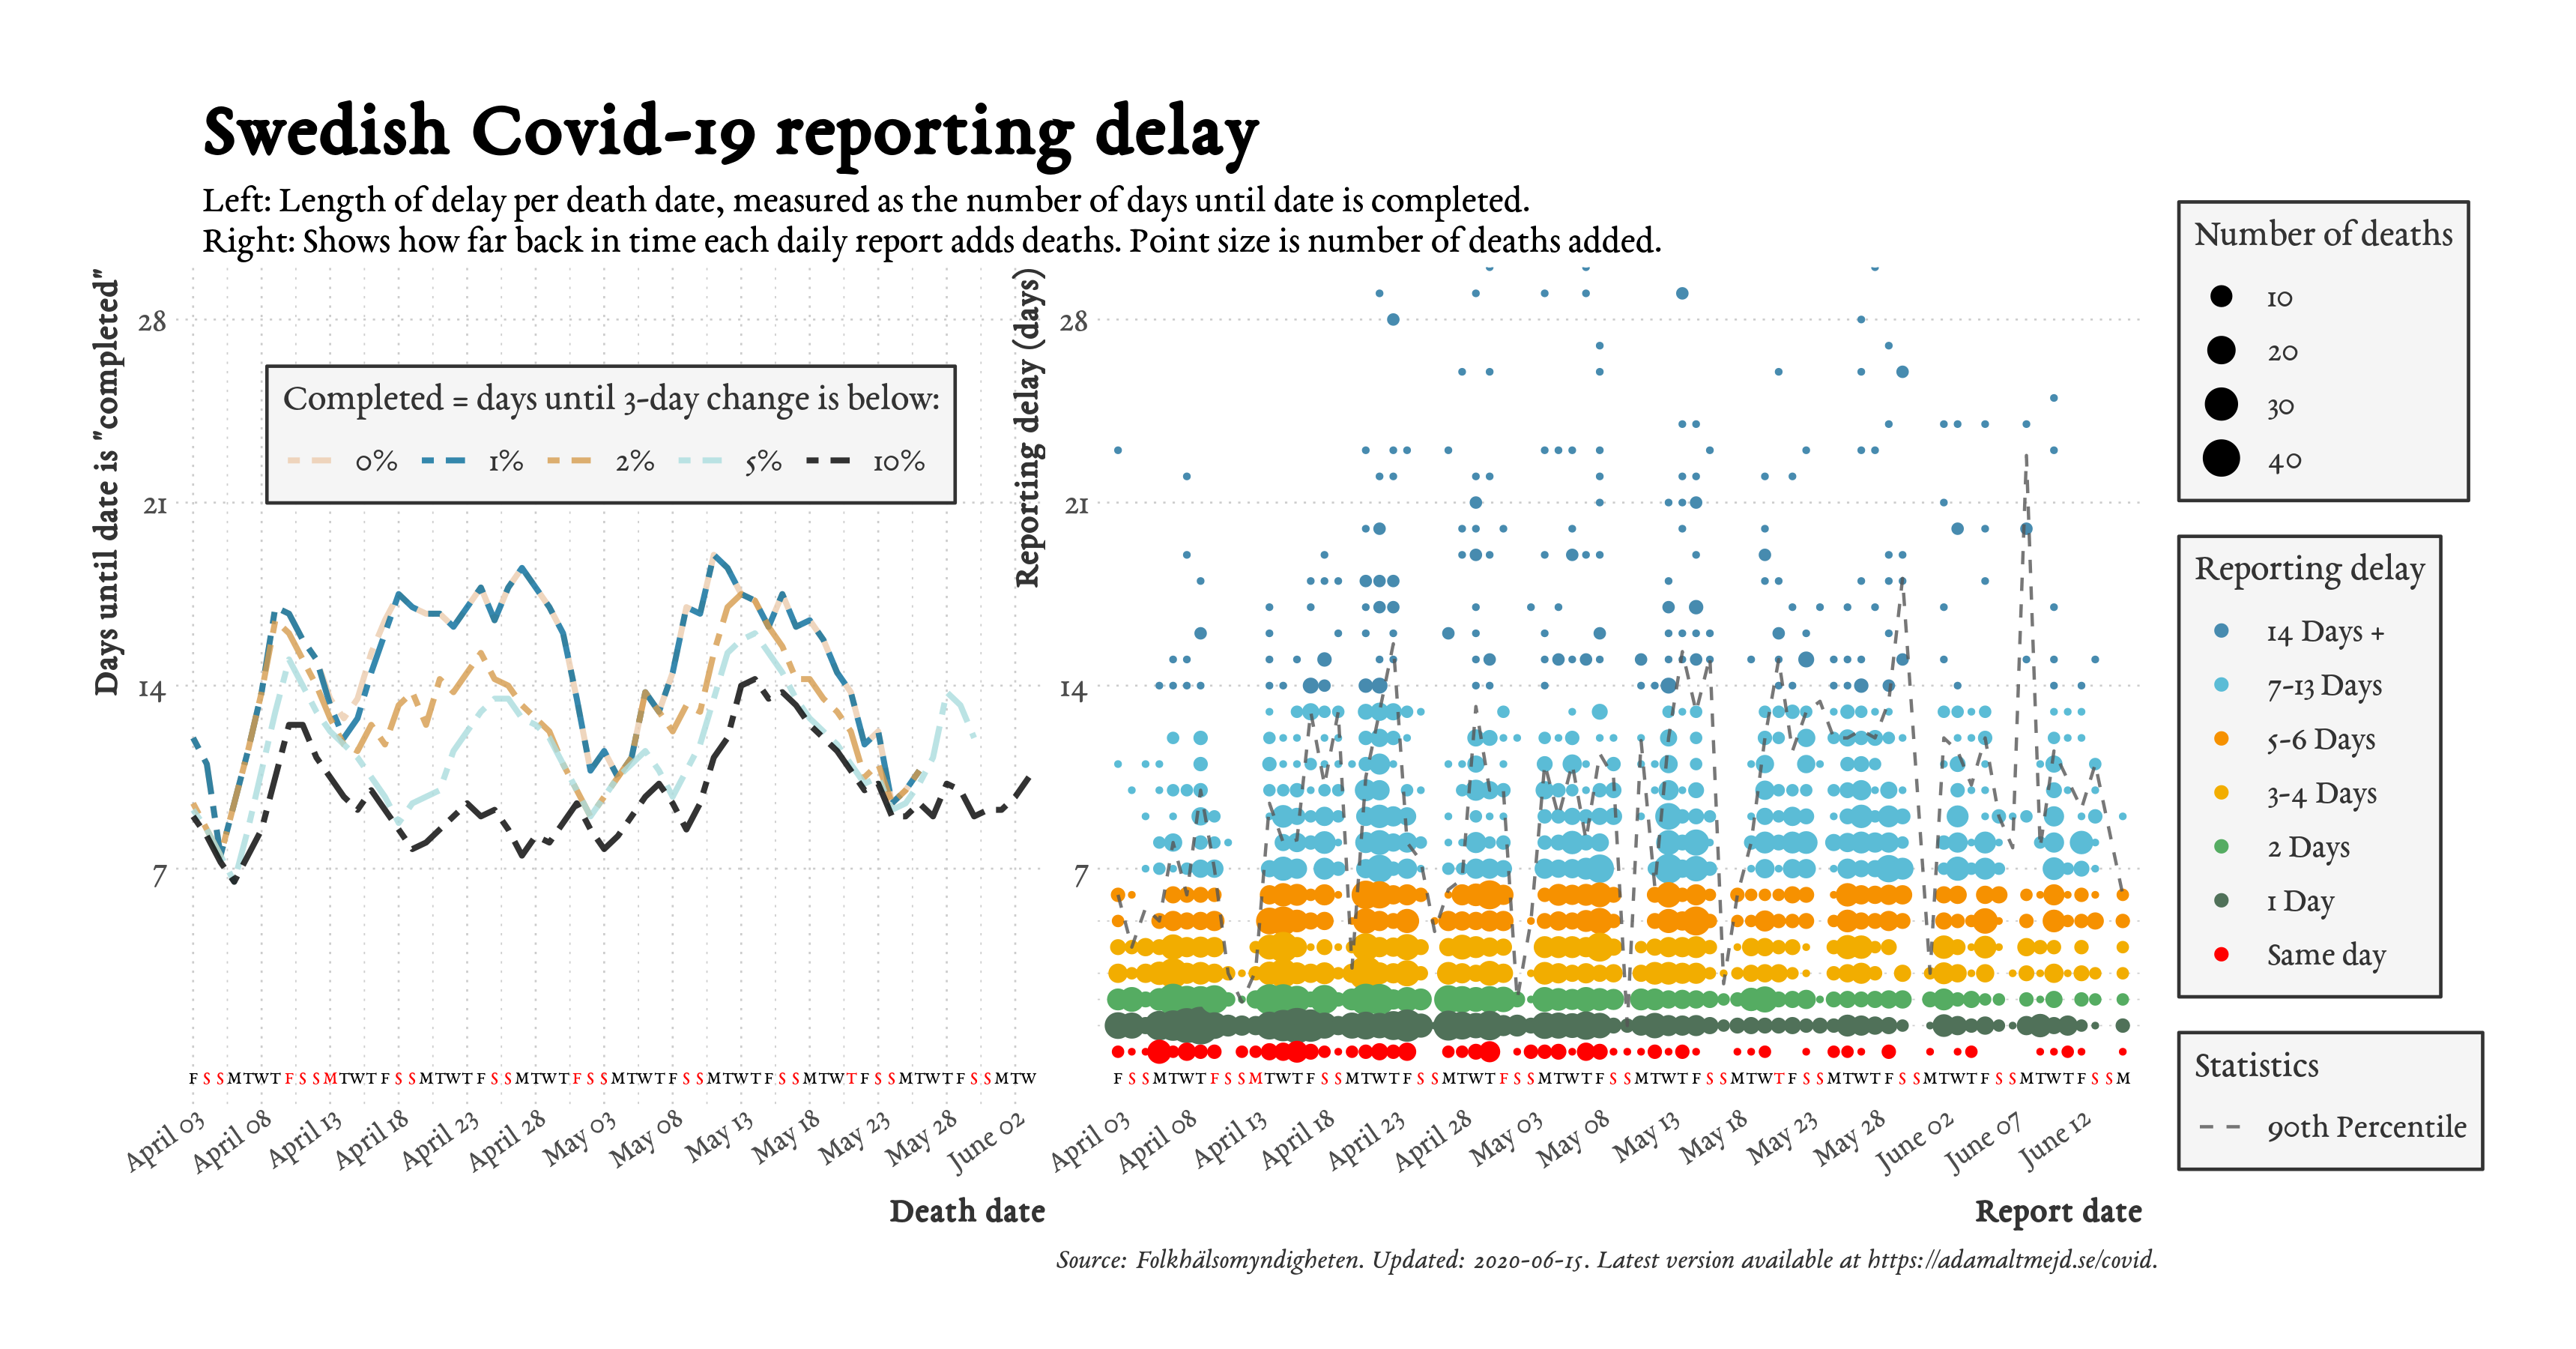 Swedish Covid-19 reporting delay
Left: Length of delay per death date, measured as the number of days until date is completed.
Right: Shows how far back in time each daily report adds deaths. Point size is number of deaths added.
Days until date is "completed"
28
21
14
7
Completed = days until 3-day change is below:
0% 1% 2% 5% 10%
F S S M T W T F S S M T W T F S S M T W T F S S M T W T F S S M T W T F S S M T W T F S S M T W T F S S M T W T F S S M T W
April 03 April 08 April 13 April 18 April 23 April 28 May 03 May 08 May 13 May 18 May 23 May 28 June 02
Death date
Reporting delay (days)
28
21
14
7
F S S M T W T F S S M T W T F S S M T W T F S S M T W T F S S M T W T F S S M T W T F S S M T W T F S S M T W T F S S M T W T F S S M T W T F S S M
April 03 April 08 April 13 April 18 April 23 April 28 May 03 May 08 May 13 May 18 May 23 May 28 June 02 June 07 June 12
Report date
Number of deaths
10
20
30
40
Reporting delay
14 Days +
7-13 Days
5-6 Days
3-4 Days
2 Days
1 Day
Same day
Statistics
90th Percentile
Source: Folkhälsomyndigheten. Updated: 2020-06-15. Latest version available at https://adamaltmejd.se/covid.